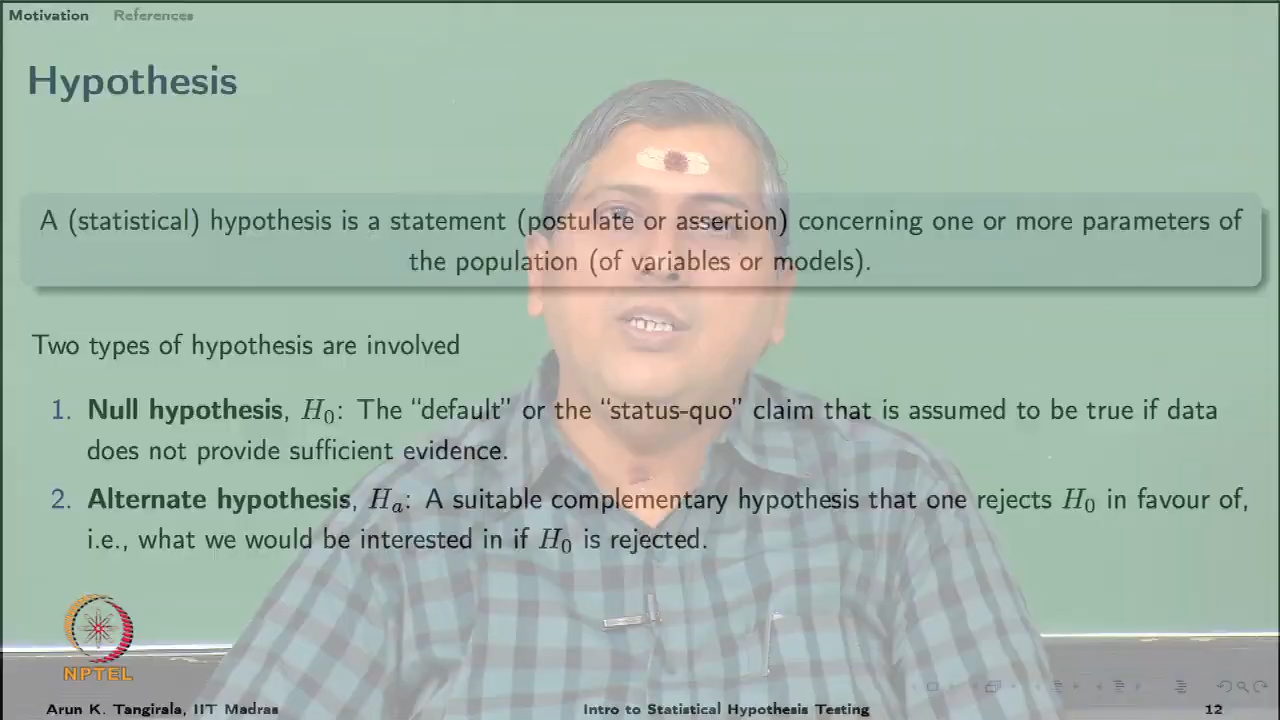 Motivation References
Hypothesis
A (statistical) hypothesis is a statement (postulate or assertion) concerning one or more parameters of
the population (of variables or models).
Two types of hypothesis are involved
1. Null hypothesis, H₀: The “default” or the “status-quo” claim that is assumed to be true if data
does not provide sufficient evidence.
2. Alternate hypothesis, Hₐ: A suitable complementary hypothesis that one rejects H₀ in favour of,
i.e., what we would be interested in if H₀ is rejected.
NPTEL
Arun K. Tangirala, IIT Madras Intro to Statistical Hypothesis Testing 12